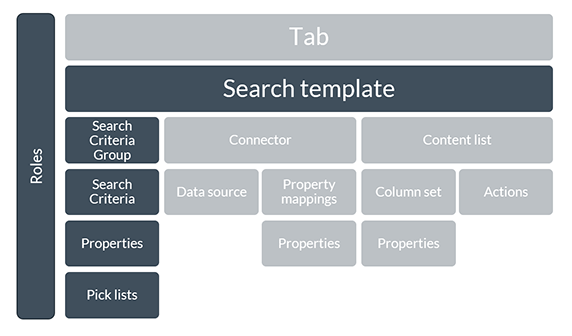 Roles
Tab
Search template
Search
Criteria
Group
Connector
Content list
Search
Criteria
Data source
Property
mappings
Column set
Actions
Properties
Properties
Properties
Pick lists